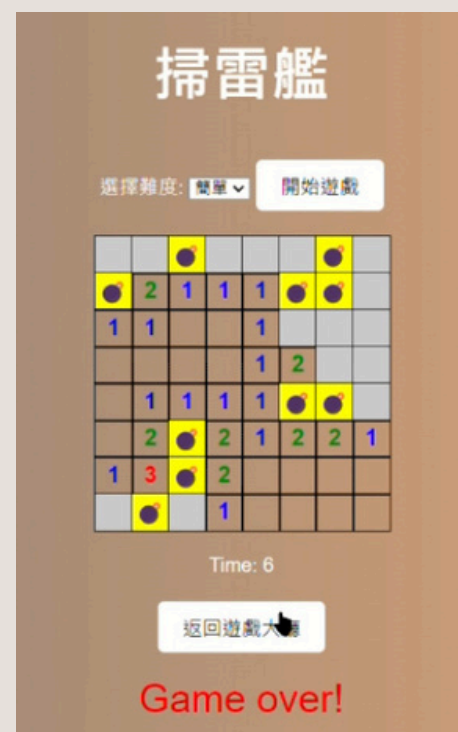 掃雷艦
選擇難度: 簡單 開始遊戲
2 1 1 1
1 1 1
1 2
1 1 1 1
2 2 1 2 2 1
1 3 2
1
Time: 6
返回遊戲大廳
Game over!